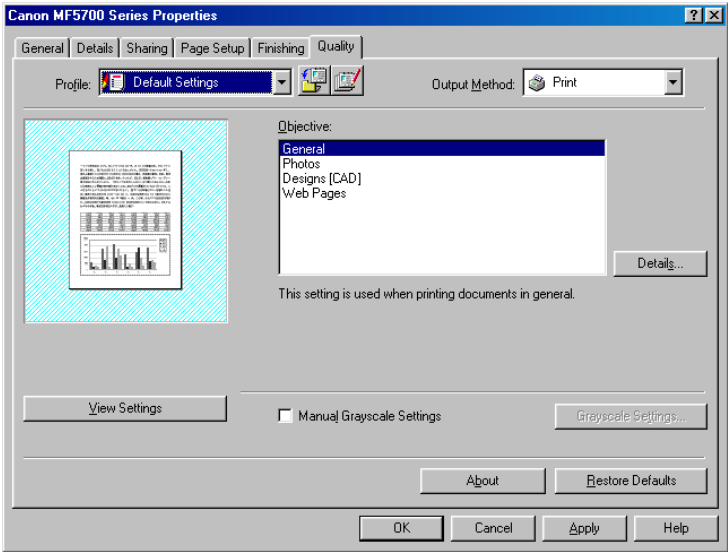 Canon MF5700 Series Properties
General Details Sharing Page Setup Finishing Quality
Profile: Default Settings Output Method: Print
Objective:
General
Photos
Designs [CAD]
Web Pages
Details...
This setting is used when printing documents in general.
View Settings
Manual Grayscale Settings Grayscale Settings...
About Restore Defaults
OK Cancel Apply Help